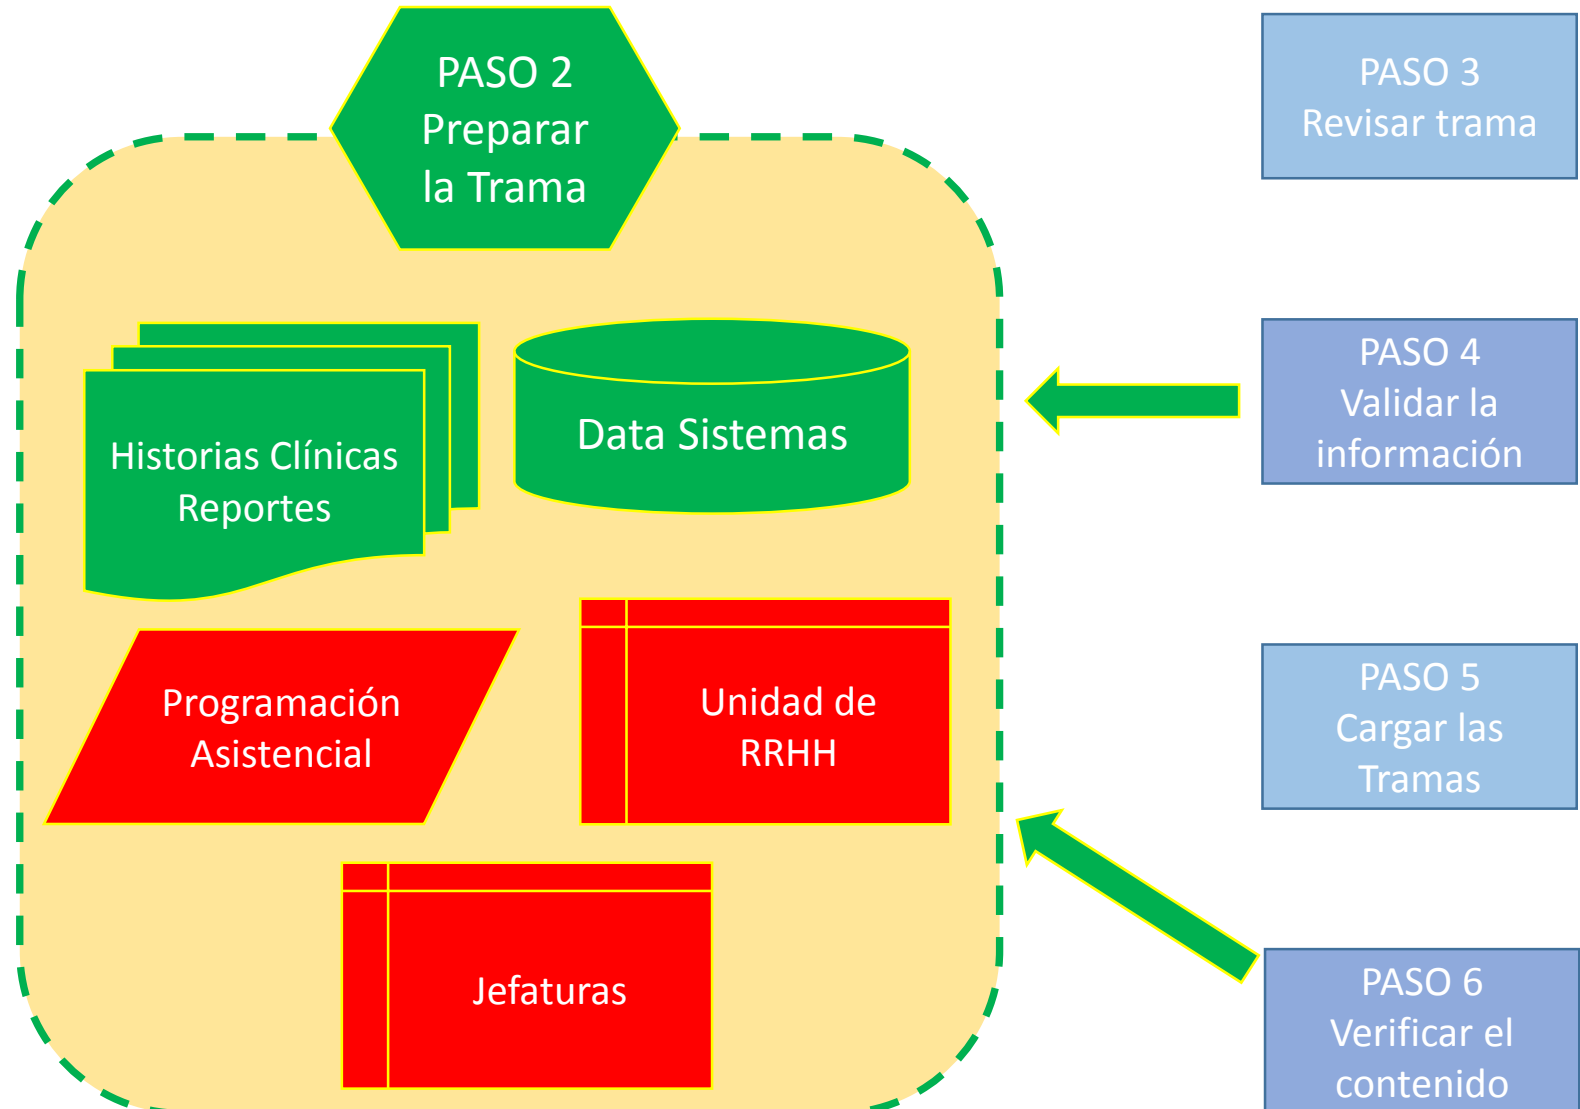 PASO 2
Preparar
la Trama
Historias Clínicas
Reportes
Data Sistemas
Programación
Asistencial
Unidad de
RRHH
Jefaturas
PASO 3
Revisar trama
PASO 4
Validar la
información
PASO 5
Cargar las
Tramas
PASO 6
Verificar el
contenido